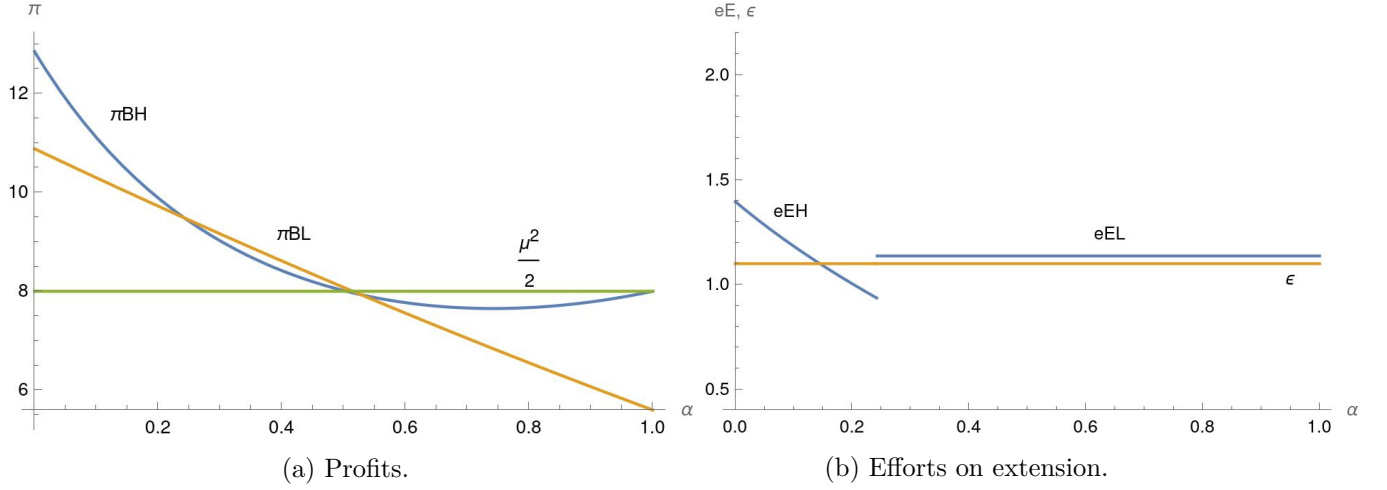 π
12
10
8
6
πBH
πBL
μ²
2
0.2
0.4
0.6
0.8
1.0
α
(a) Profits.
eE, ϵ
2.0
1.5
1.0
0.5
eEH
eEL
ϵ
0.0
0.2
0.4
0.6
0.8
1.0
α
(b) Efforts on extension.